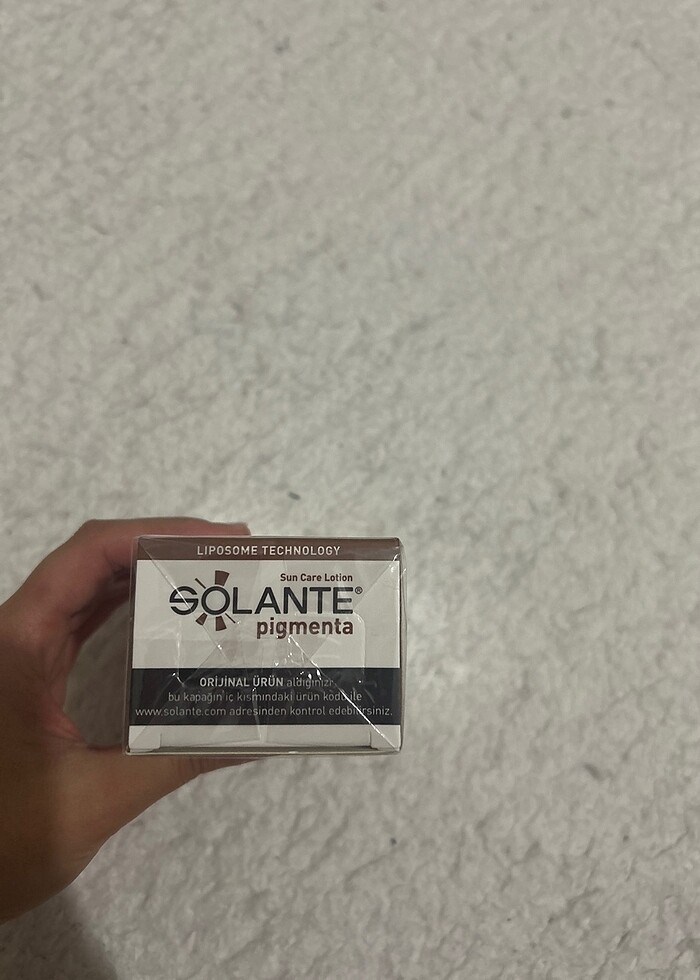 LIPOSOME TECHNOLOGY
Sun Care Lotion
SOLANTE®
pigmenta
ORİJİNAL ÜRÜN aldığınızı
bu kapağın iç kısmındaki ürün kodu ile
www.solante.com adresinden kontrol edebilirsiniz.